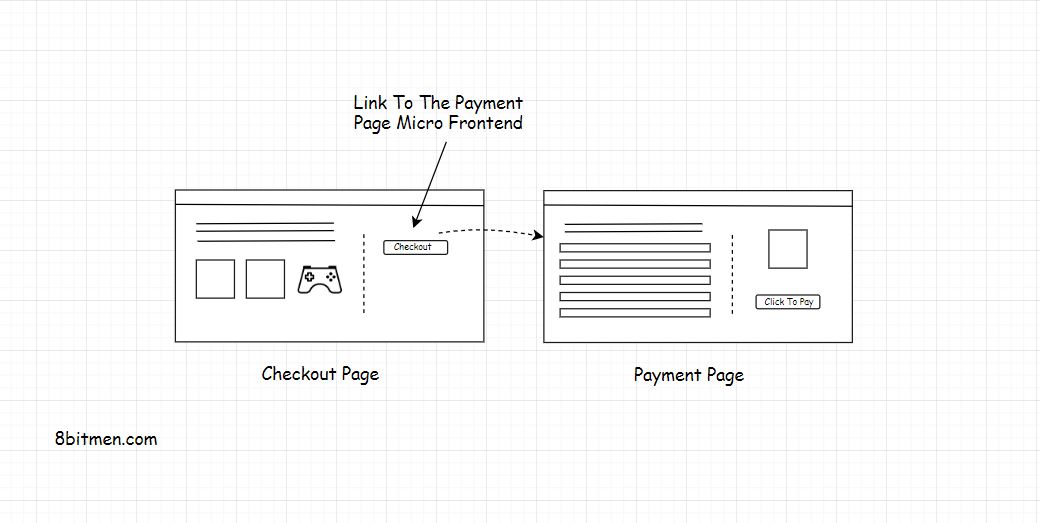 Link To The Payment
Page Micro Frontend
Checkout
Click To Pay
Checkout Page
Payment Page
8bitmen.com